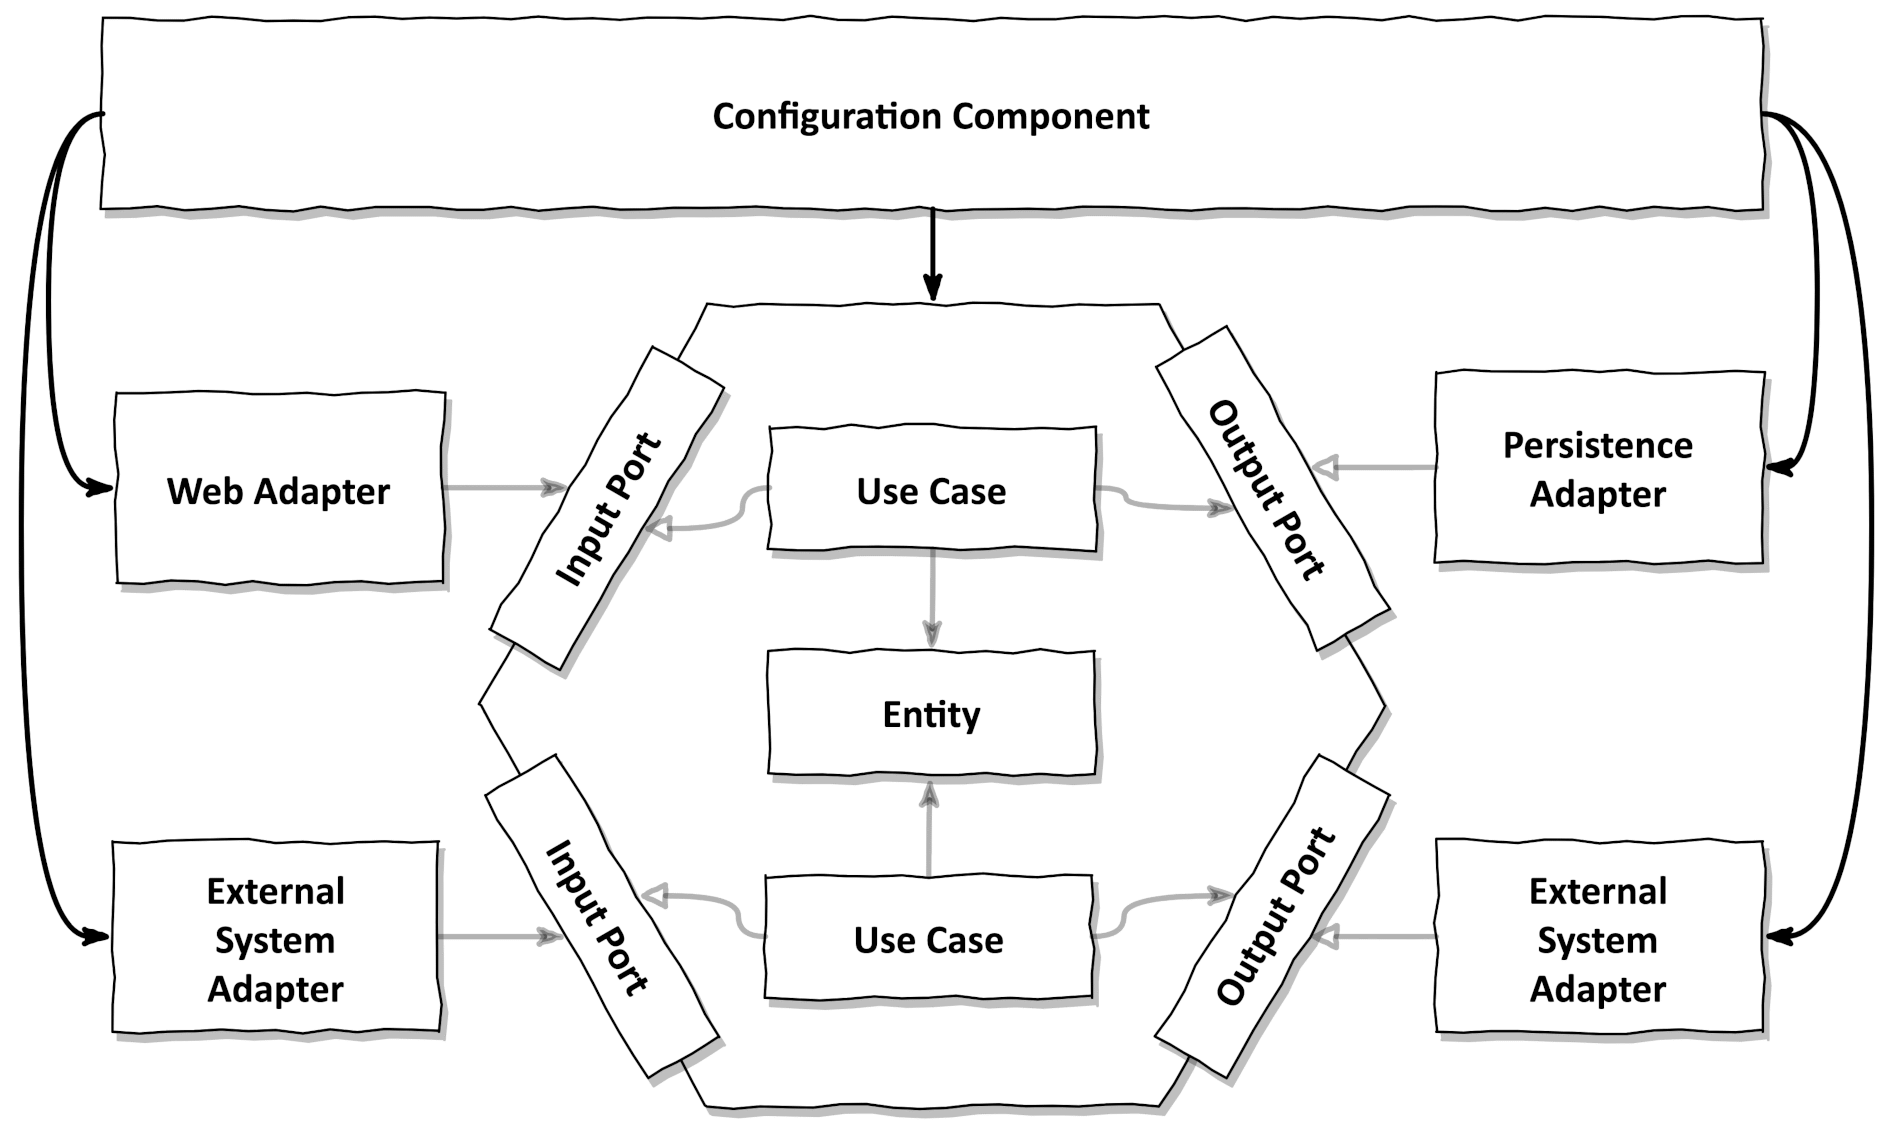 Configuration Component
Web Adapter
Input Port
Use Case
Output Port
Persistence
Adapter
Entity
External
System
Adapter
Input Port
Use Case
Output Port
External
System
Adapter